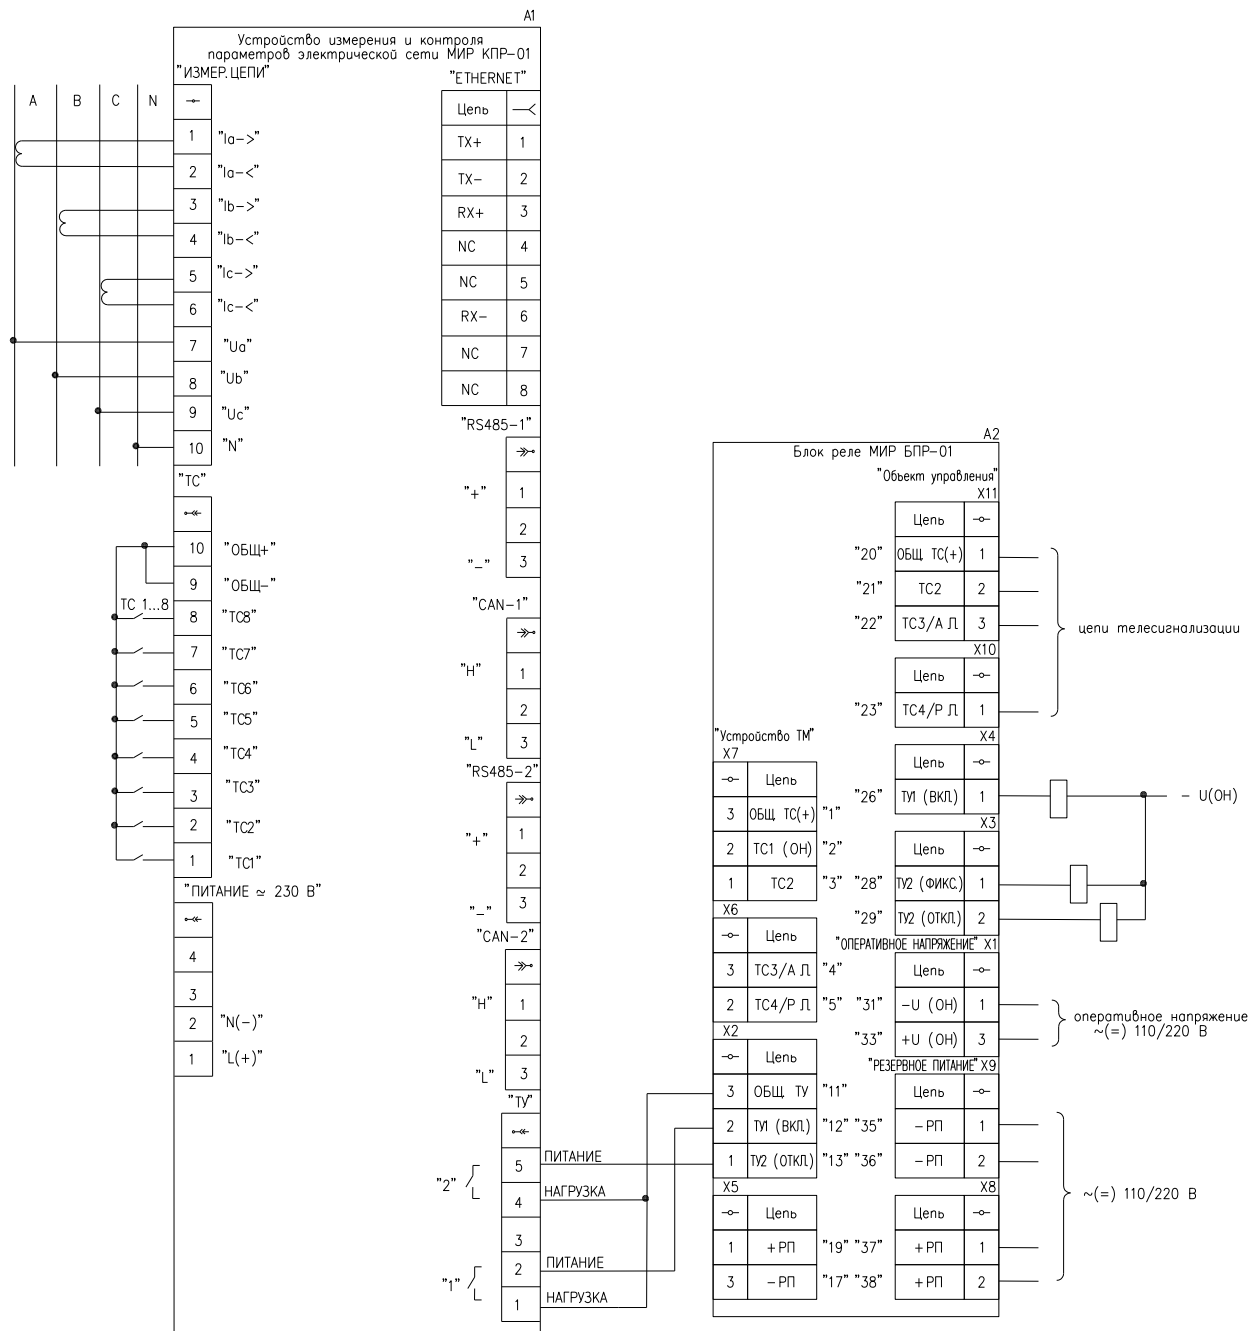 A1
Устройство измерения и контроля
параметров электрической сети МИР КПР-01
"ИЗМЕР.ЦЕПИ"
A B C N
1 "Ia->"
2 "Ia-<"
3 "Ib->"
4 "Ib-<"
5 "Ic->"
6 "Ic-<"
7 "Ua"
8 "Ub"
9 "Uc"
10 "N"
"ТС"
10 "ОБЩ+"
9 "ОБЩ-"
ТС 1...8
8 "ТС8"
7 "ТС7"
6 "ТС6"
5 "ТС5"
4 "ТС4"
3 "ТС3"
2 "ТС2"
1 "ТС1"
"ПИТАНИЕ ≃ 230 В"
4
3
2 "N(-)"
1 "L(+)"
"ETHERNET"
Цепь
TX+ 1
TX- 2
RX+ 3
NC 4
NC 5
RX- 6
NC 7
NC 8
"RS485-1"
"+" 1
2
"-" 3
"CAN-1"
"H" 1
2
"L" 3
"RS485-2"
"+" 1
2
"-" 3
"CAN-2"
"H" 1
2
"L" 3
"ТУ"
"2" 5 ПИТАНИЕ
4 НАГРУЗКА
3
"1" 2 ПИТАНИЕ
1 НАГРУЗКА
A2
Блок реле МИР БПР-01
"Устройство ТМ"
X7
Цепь
3 ОБЩ. ТС(+) "1"
2 ТС1 (ОН) "2"
1 ТС2 "3"
X6
Цепь
3 ТС3/А Л. "4"
2 ТС4/Р Л. "5"
X2
Цепь
3 ОБЩ. ТУ "11"
2 ТУ1 (ВКЛ.) "12"
1 ТУ2 (ОТКЛ.) "13"
X5
Цепь
1 +РП "19"
3 -РП "17"
"Объект управления"
X11
Цепь
"20" ОБЩ. ТС(+) 1
"21" ТС2 2
"22" ТС3/А Л. 3
X10
Цепь
"23" ТС4/Р Л. 1
цепи телесигнализации
X4
Цепь
"26" ТУ1 (ВКЛ.) 1
- U(ОН)
X3
Цепь
"28" ТУ2 (ФИКС.) 1
"29" ТУ2 (ОТКЛ.) 2
"ОПЕРАТИВНОЕ НАПРЯЖЕНИЕ" X1
Цепь
"31" -U (ОН) 1
"33" +U (ОН) 3
оперативное напряжение
~(=) 110/220 В
"РЕЗЕРВНОЕ ПИТАНИЕ" X9
Цепь
"35" -РП 1
"36" -РП 2
X8
Цепь
"37" +РП 1
"38" +РП 2
~(=) 110/220 В